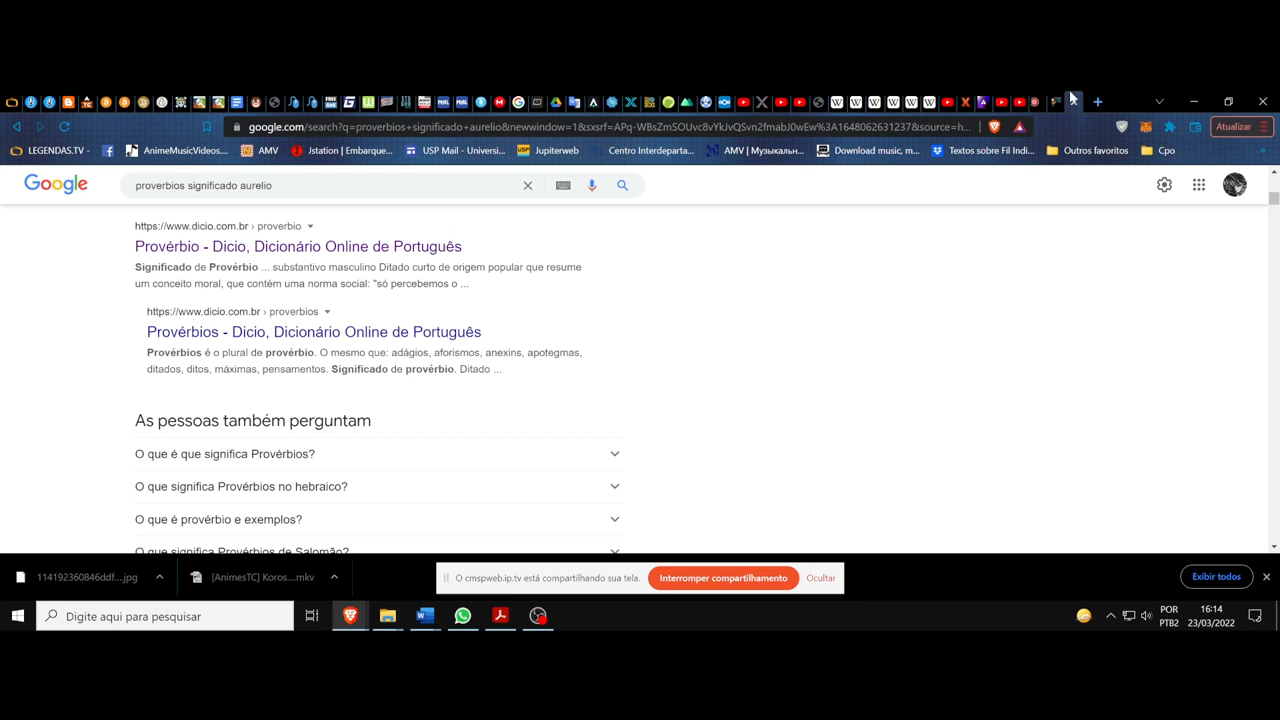 google.com/search?q=proverbios+significado+aurelio&newwindow=1&sxsrf=APq-WBsZmSOUvc8vYkJvQSvn2fmabJ0wEw%3A1648062631237&source=h...
Atualizar
LEGENDAS.TV -
AnimeMusicVideos...
AMV
Jstation | Embarque...
USP Mail - Universi...
Jupiterweb
Centro Interdeparta...
AMV | Музыкальн...
Download music, m...
Textos sobre Fil Indi...
Outros favoritos
Cpo
Google
proverbios significado aurelio
https://www.dicio.com.br › proverbio
Provérbio - Dicio, Dicionário Online de Português
Significado de Provérbio ... substantivo masculino Ditado curto de origem popular que resume
um conceito moral, que contém uma norma social: "só percebemos o ...
https://www.dicio.com.br › proverbios
Provérbios - Dicio, Dicionário Online de Português
Provérbios é o plural de provérbio. O mesmo que: adágios, aforismos, anexins, apotegmas,
ditados, ditos, máximas, pensamentos. Significado de provérbio. Ditado ...
As pessoas também perguntam
O que é que significa Provérbios?
O que significa Provérbios no hebraico?
O que é provérbio e exemplos?
O que significa Provérbios de Salomão?
114192360846ddf....jpg
[AnimesTC] Koros....mkv
O cmspweb.ip.tv está compartilhando sua tela.
Interromper compartilhamento
Ocultar
Exibir todos
Digite aqui para pesquisar
POR
PTB2
16:14
23/03/2022